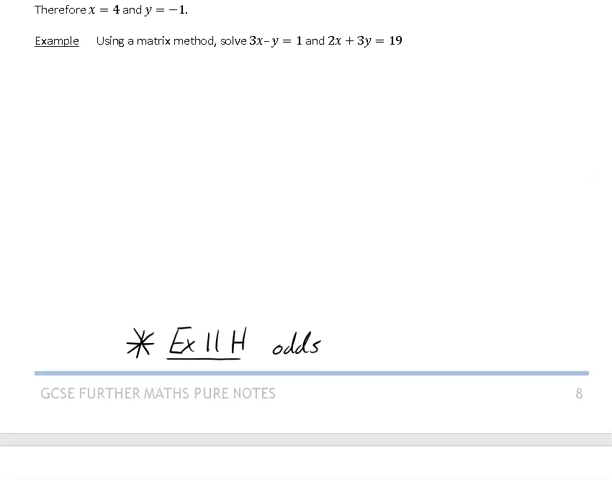 Therefore x = 4 and y = −1.
Example Using a matrix method, solve 3x– y = 1 and 2x + 3y = 19
* Ex 11 H odds
GCSE FURTHER MATHS PURE NOTES 8